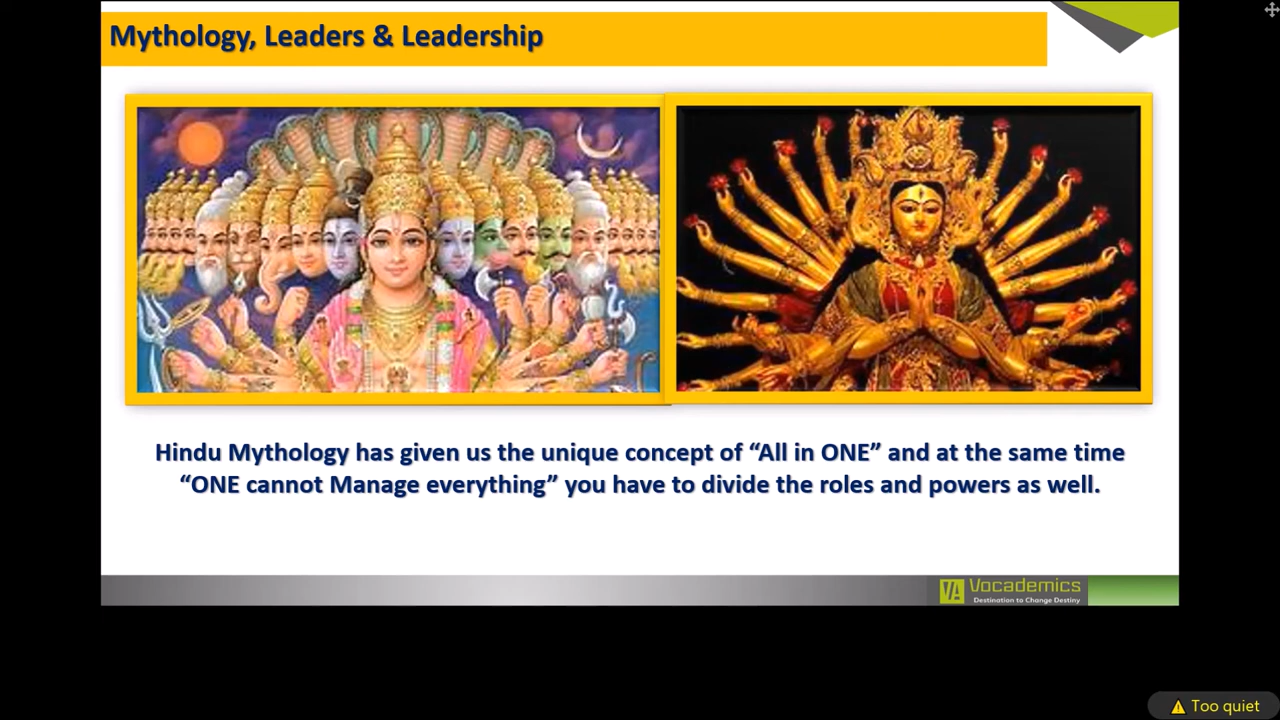 Mythology, Leaders & Leadership
Hindu Mythology has given us the unique concept of “All in ONE” and at the same time
“ONE cannot Manage everything” you have to divide the roles and powers as well.
VA Vocademics
Destination to Change Destiny
Too quiet